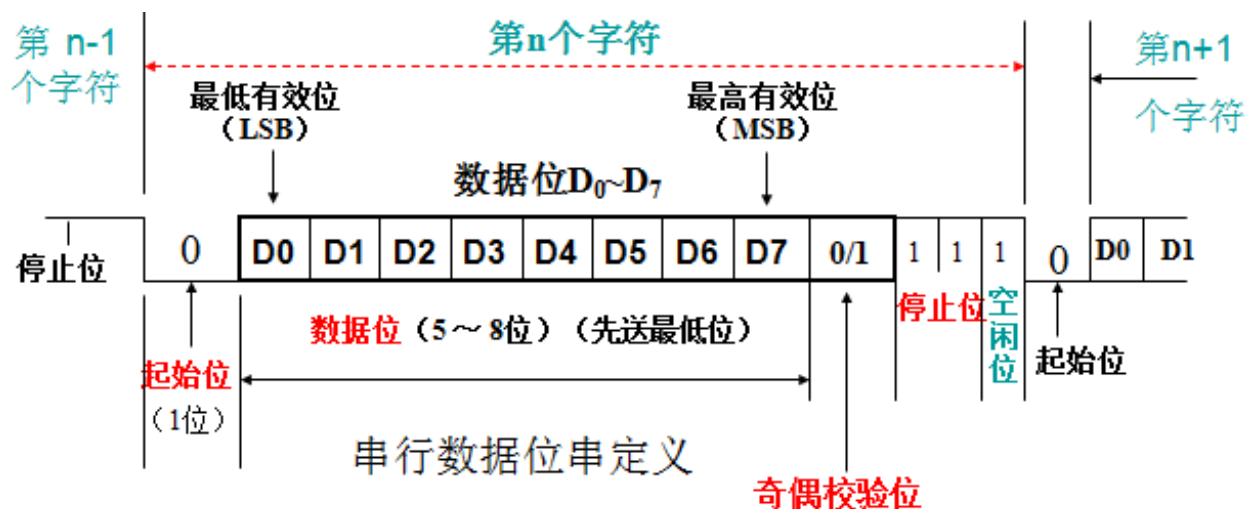 第 n-1
个字符
第n个字符
第n+1
个字符
最低有效位
（LSB）
最高有效位
（MSB）
数据位D₀~D₇
停止位
0 D0 D1 D2 D3 D4 D5 D6 D7 0/1 1 1 1 0 D0 D1
数据位（5～8位）（先送最低位）
停止位
空闲位
起始位
（1位）
起始位
串行数据位串定义
奇偶校验位